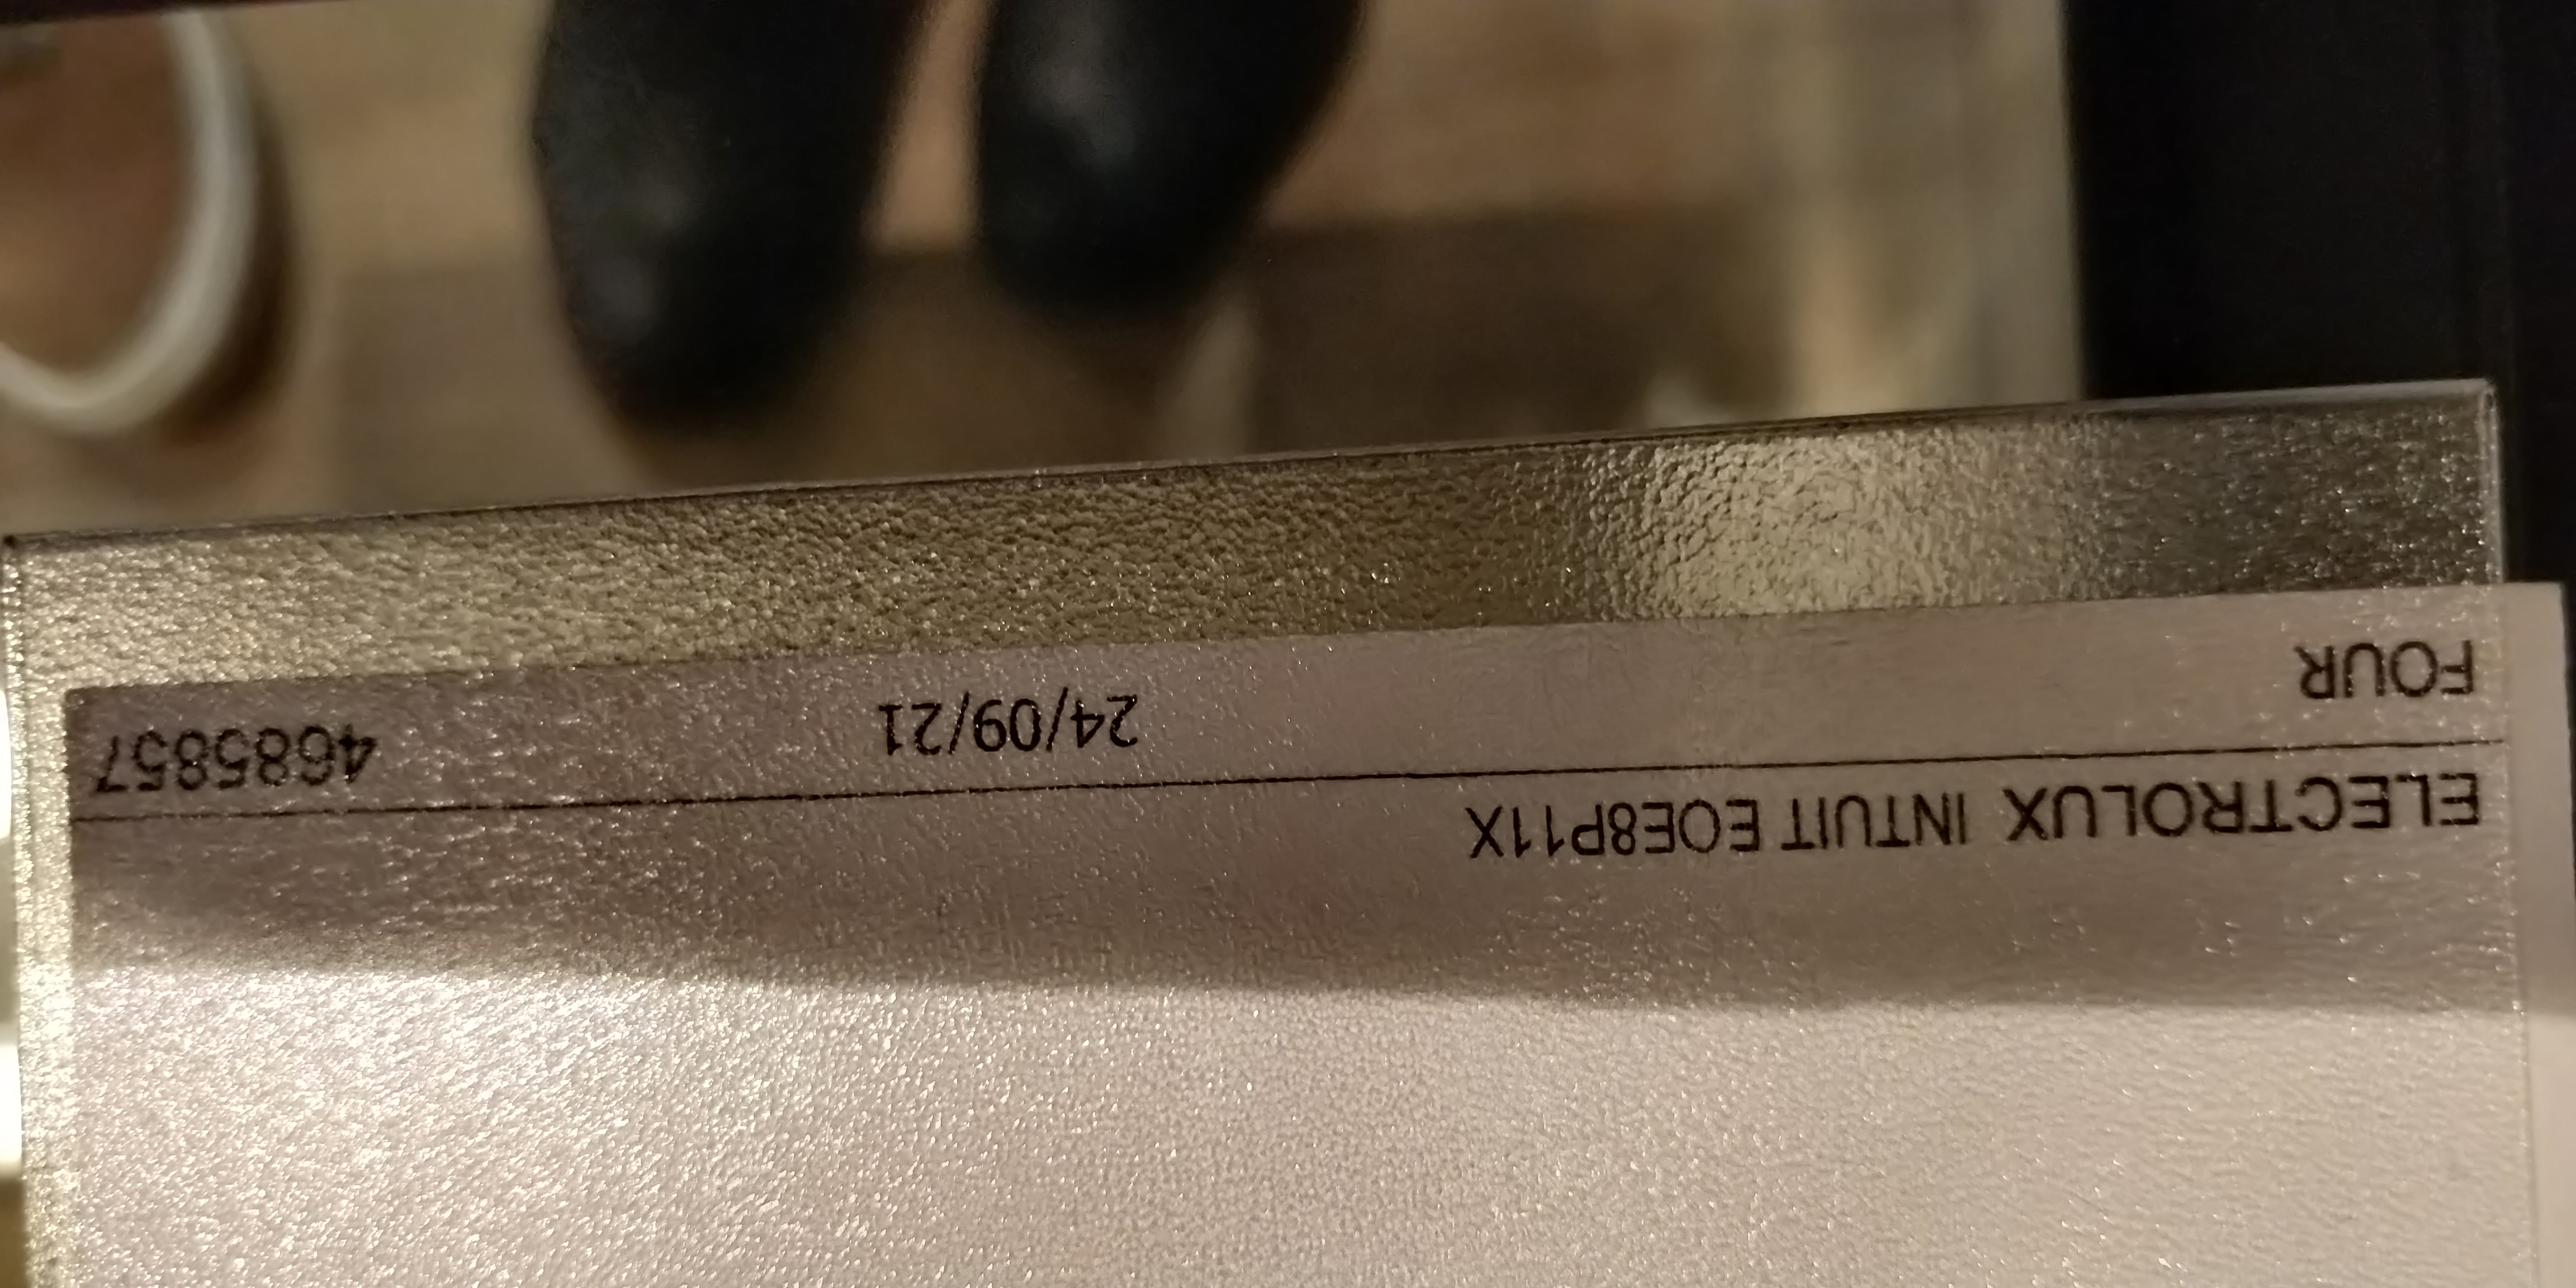 FOUR 24/09/21 4685857
ELECTROLUX INTUIT EOE8P11X